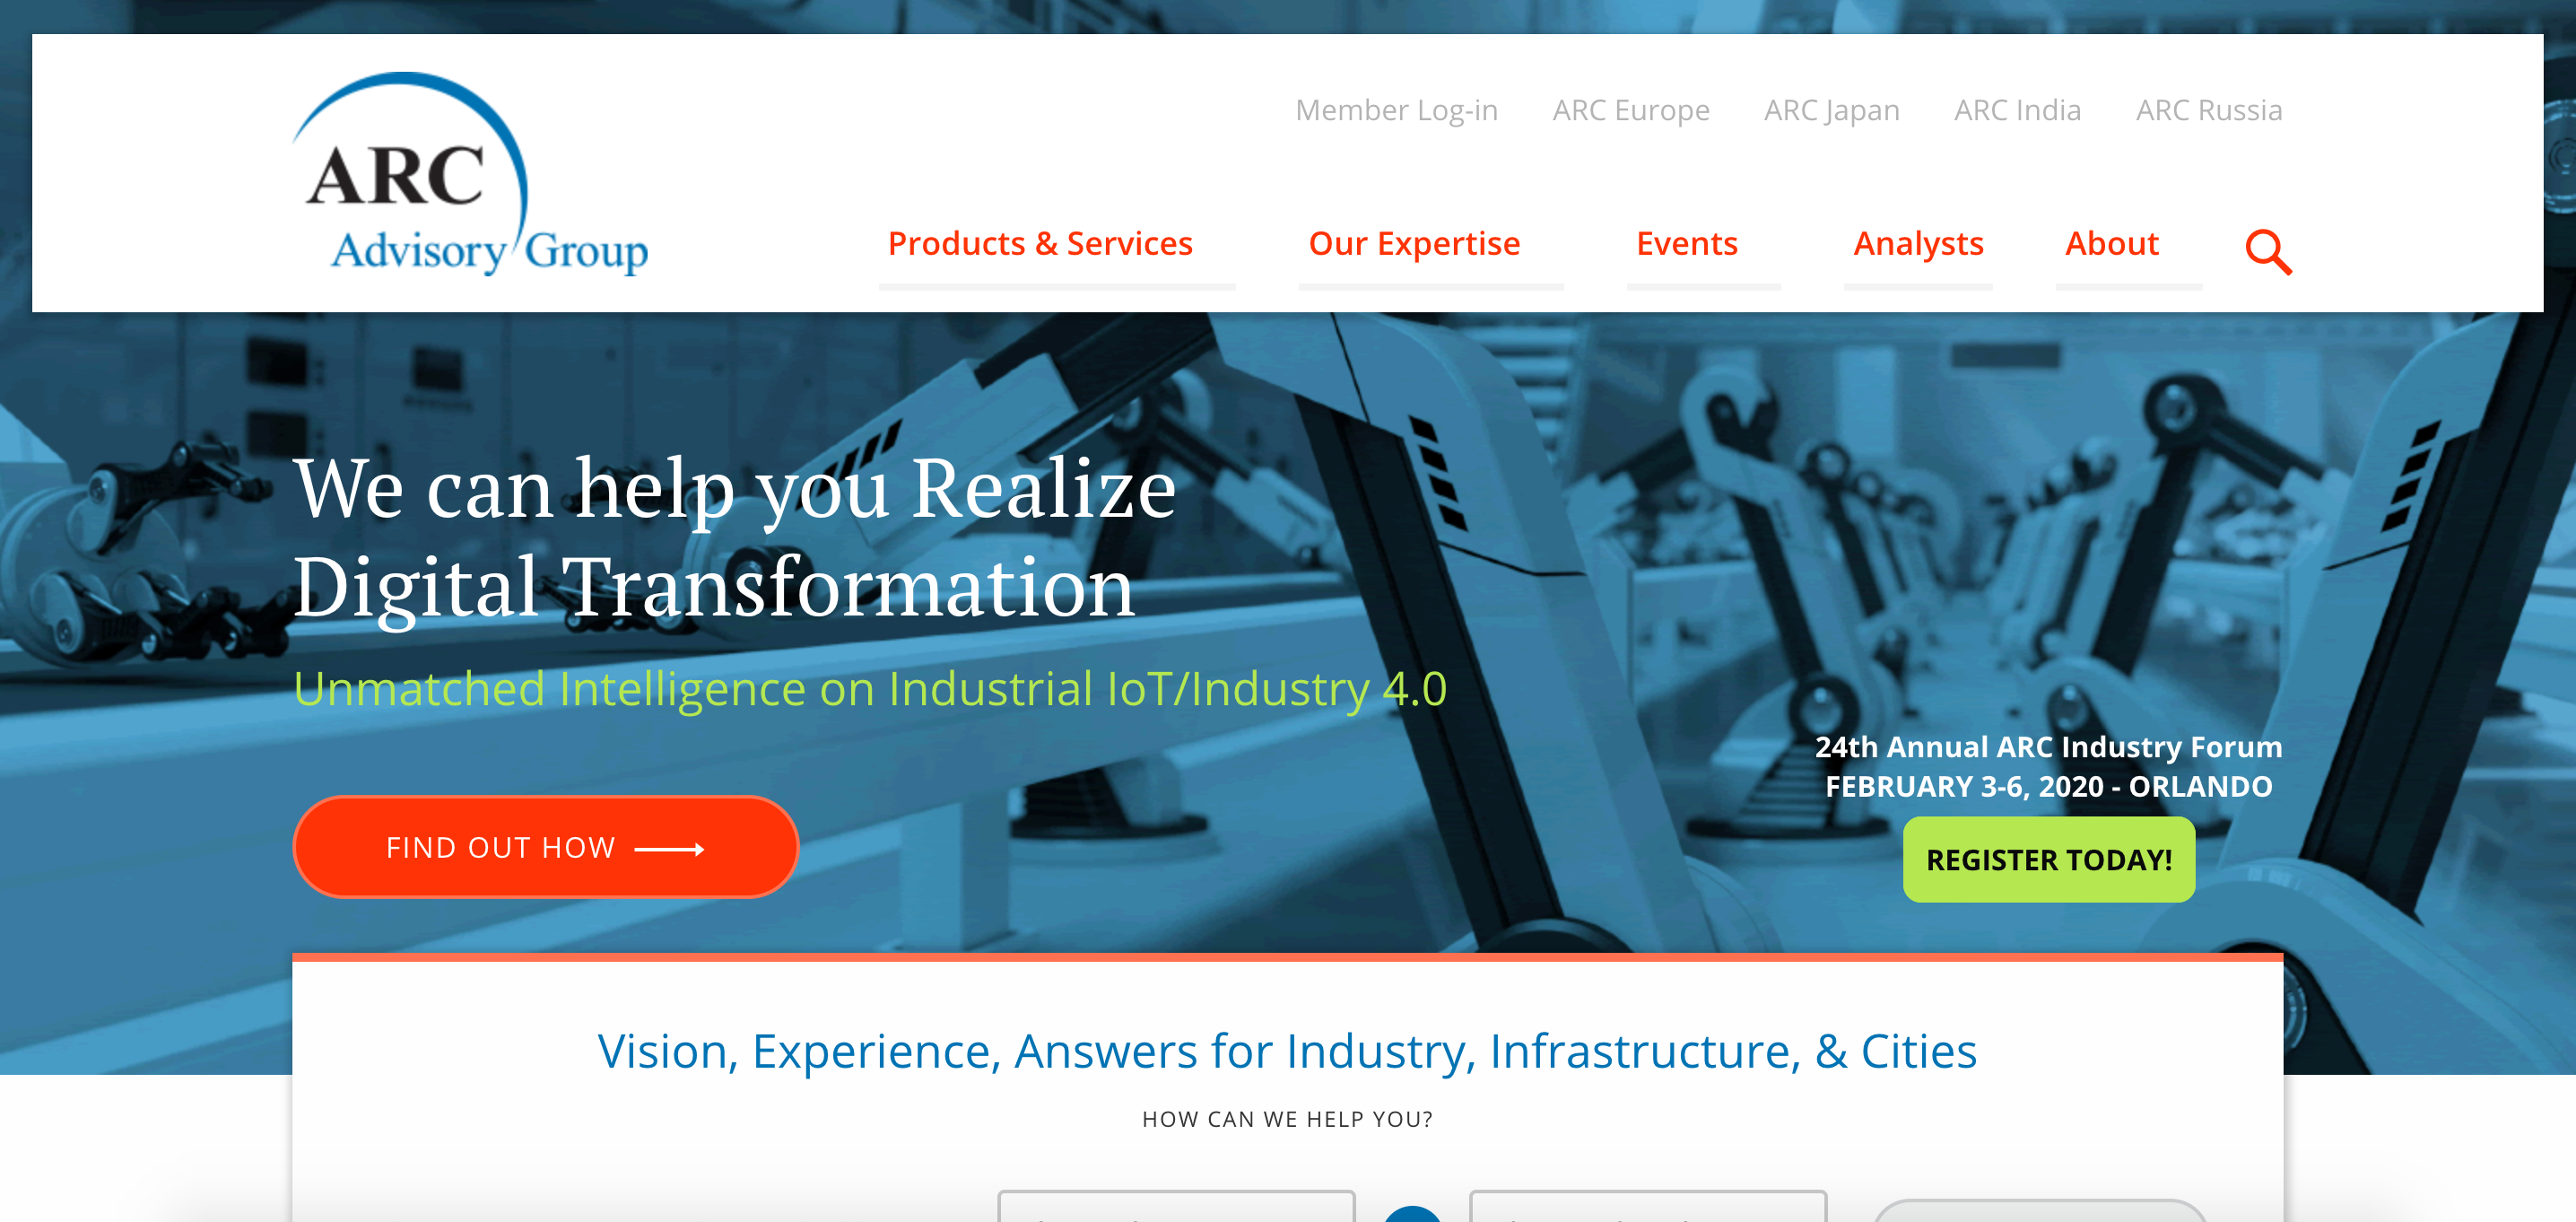 ARC
Advisory Group
Member Log-in
ARC Europe
ARC Japan
ARC India
ARC Russia
Products & Services
Our Expertise
Events
Analysts
About
We can help you Realize
Digital Transformation
Unmatched Intelligence on Industrial IoT/Industry 4.0
FIND OUT HOW
24th Annual ARC Industry Forum
FEBRUARY 3-6, 2020 - ORLANDO
REGISTER TODAY!
Vision, Experience, Answers for Industry, Infrastructure, & Cities
HOW CAN WE HELP YOU?